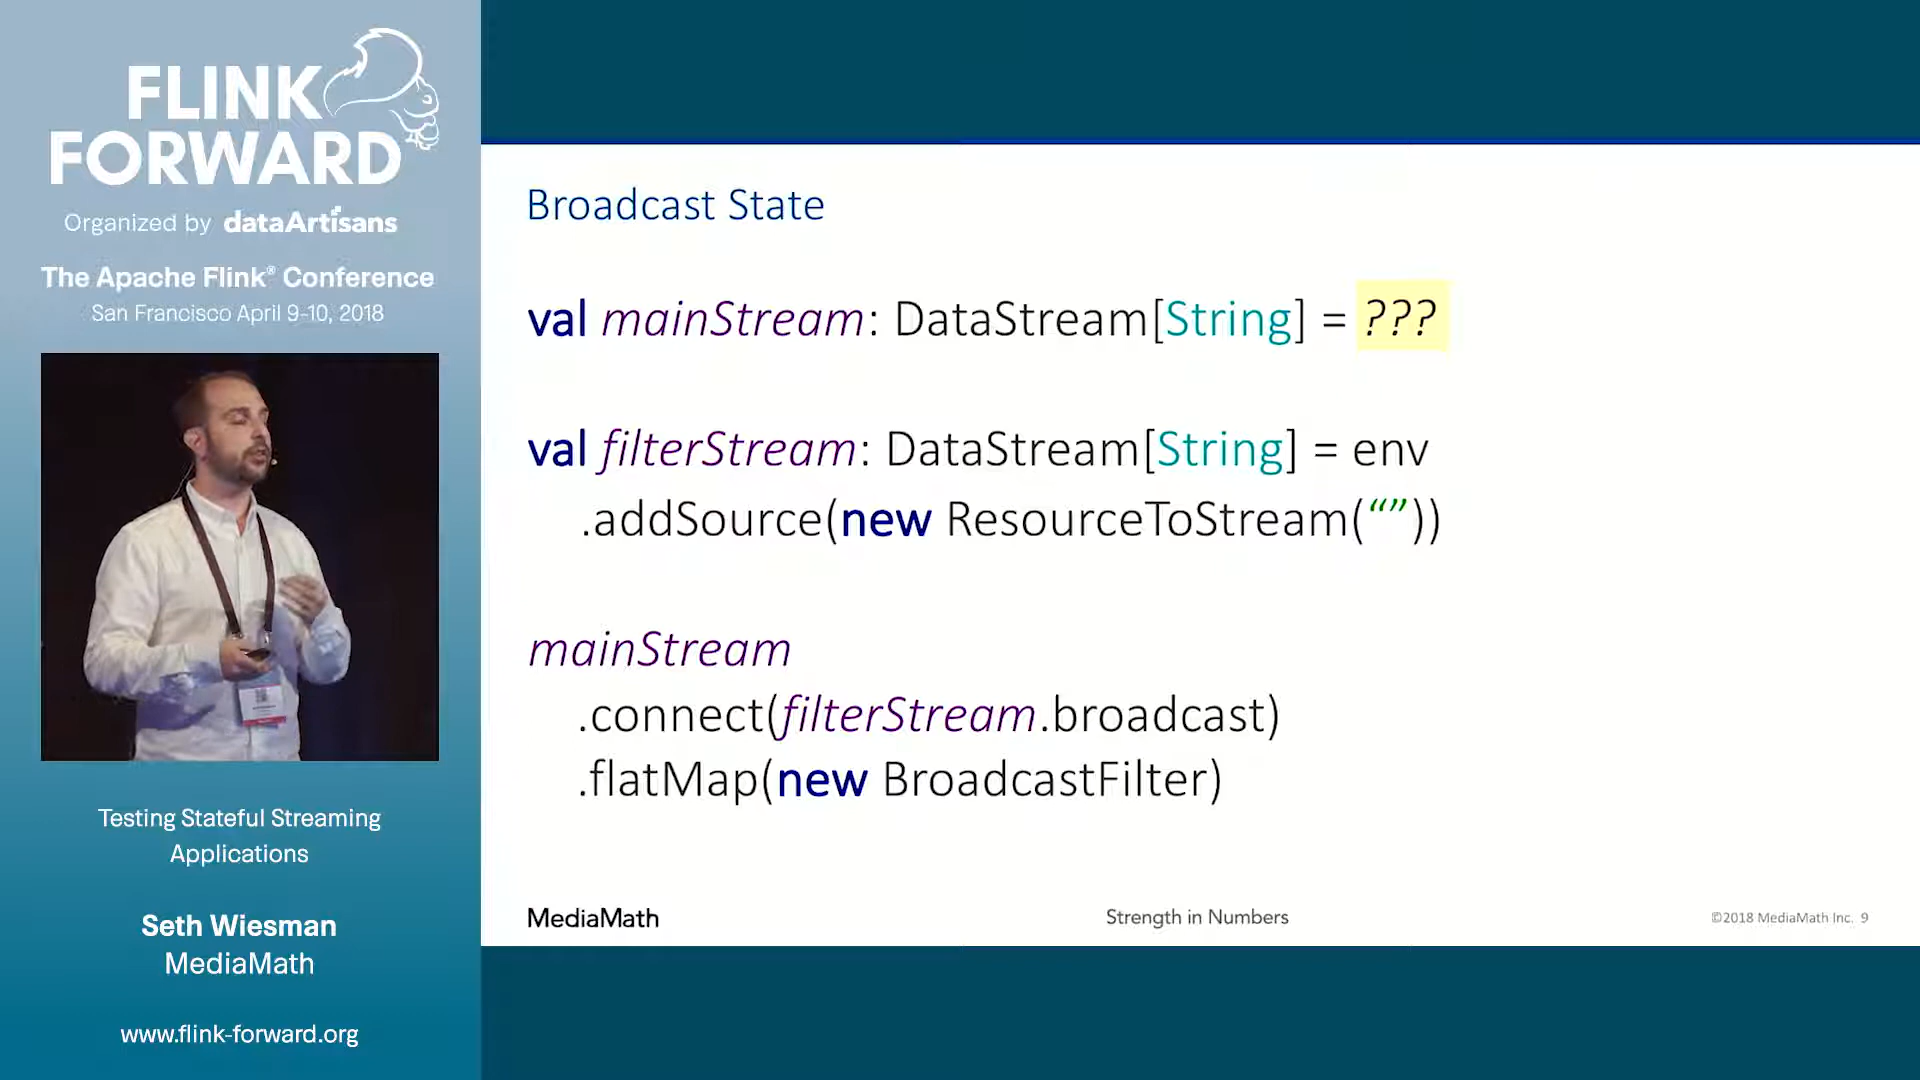 FLINK
FORWARD
Organized by dataArtisans
The Apache Flink® Conference
San Francisco April 9-10, 2018
Testing Stateful Streaming
Applications
Seth Wiesman
MediaMath
www.flink-forward.org
Broadcast State
val mainStream: DataStream[String] = ???
val filterStream: DataStream[String] = env
.addSource(new ResourceToStream(“”))
mainStream
.connect(filterStream.broadcast)
.flatMap(new BroadcastFilter)
MediaMath
Strength in Numbers
©2018 MediaMath Inc. 9